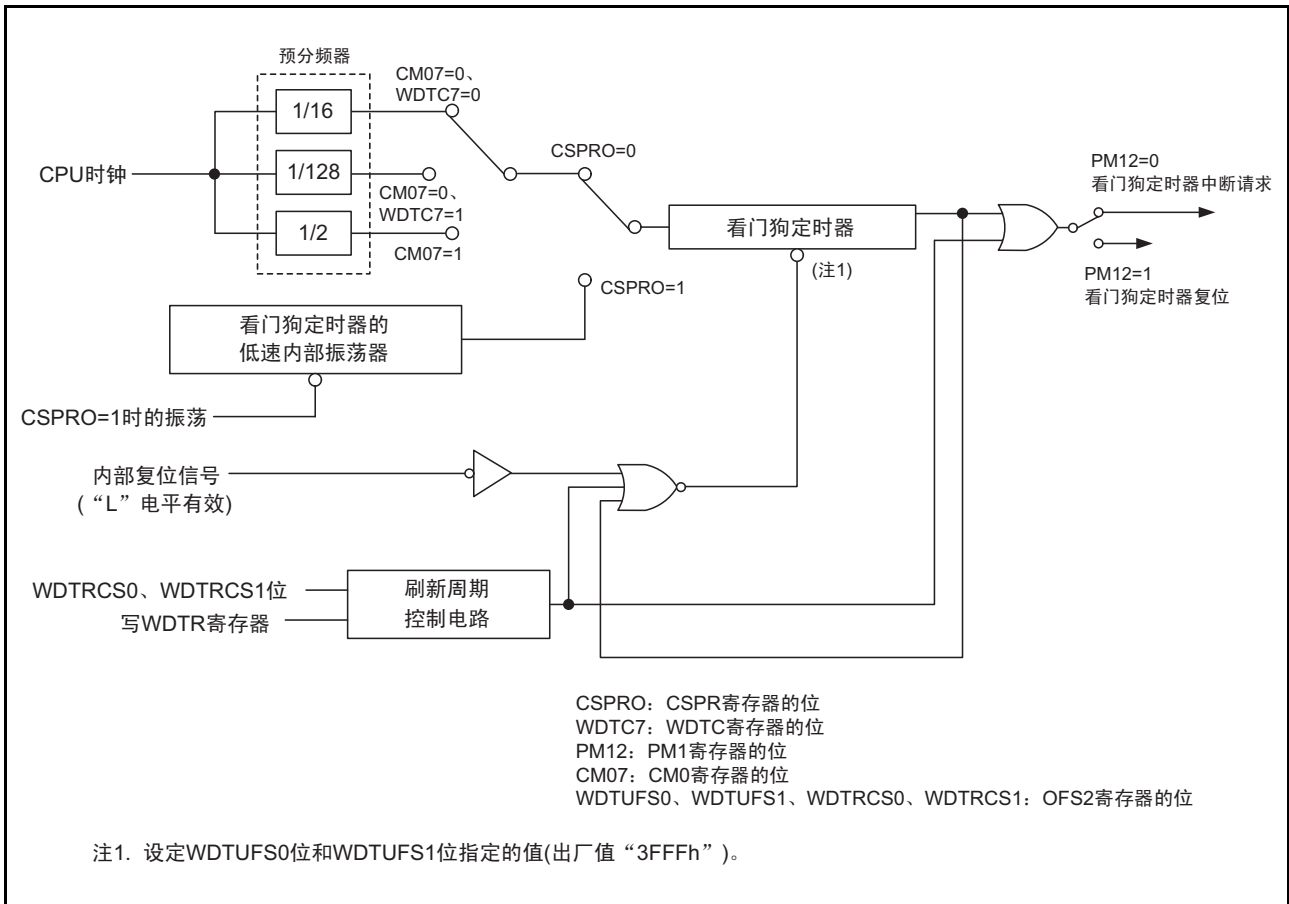 预分频器
CM07=0、
WDTC7=0
1/16
CPU时钟
1/128
CM07=0、
WDTC7=1
1/2
CM07=1
CSPRO=0
看门狗定时器
(注1)
PM12=0
看门狗定时器中断请求
PM12=1
看门狗定时器复位
CSPRO=1
看门狗定时器的
低速内部振荡器
CSPRO=1时的振荡
内部复位信号
(“L”电平有效)
WDTRCS0、WDTRCS1位
写WDTR寄存器
刷新周期
控制电路
CSPRO：CSPR寄存器的位
WDTC7：WDTC寄存器的位
PM12：PM1寄存器的位
CM07：CM0寄存器的位
WDTUFS0、WDTUFS1、WDTRCS0、WDTRCS1：OFS2寄存器的位
注1. 设定WDTUFS0位和WDTUFS1位指定的值(出厂值“3FFFh”)。